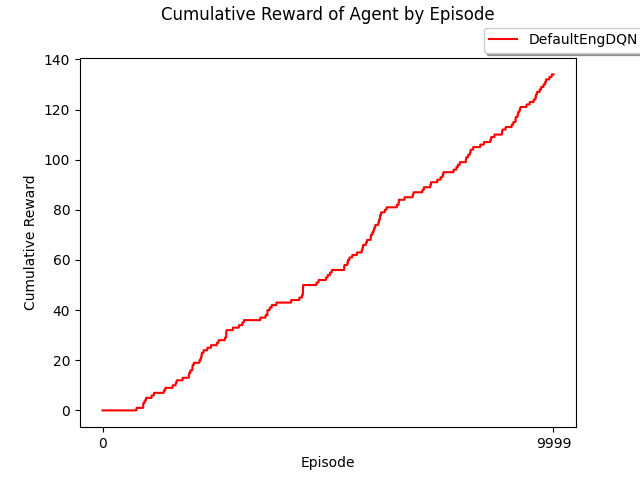 Cumulative Reward of Agent by Episode
DefaultEngDQN
140
120
100
80
60
40
20
0
Cumulative Reward
0
9999
Episode